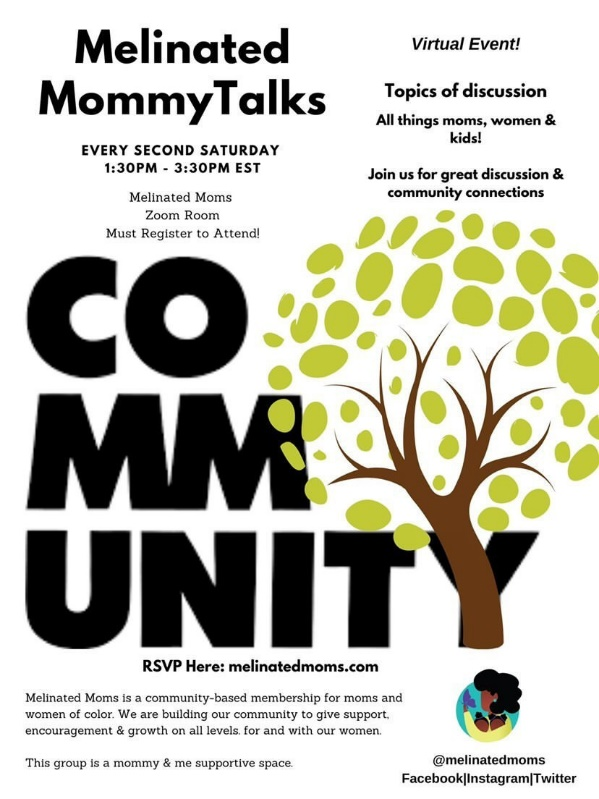 Melinated
MommyTalks
EVERY SECOND SATURDAY
1:30PM - 3:30PM EST
Melinated Moms
Zoom Room
Must Register to Attend!
Virtual Event!
Topics of discussion
All things moms, women &
kids!
Join us for great discussion &
community connections
CO
MM
UNITY
RSVP Here: melinatedmoms.com
Melinated Moms is a community-based membership for moms and
women of color. We are building our community to give support,
encouragement & growth on all levels. for and with our women.
This group is a mommy & me supportive space.
@melinatedmoms
Facebook|Instagram|Twitter